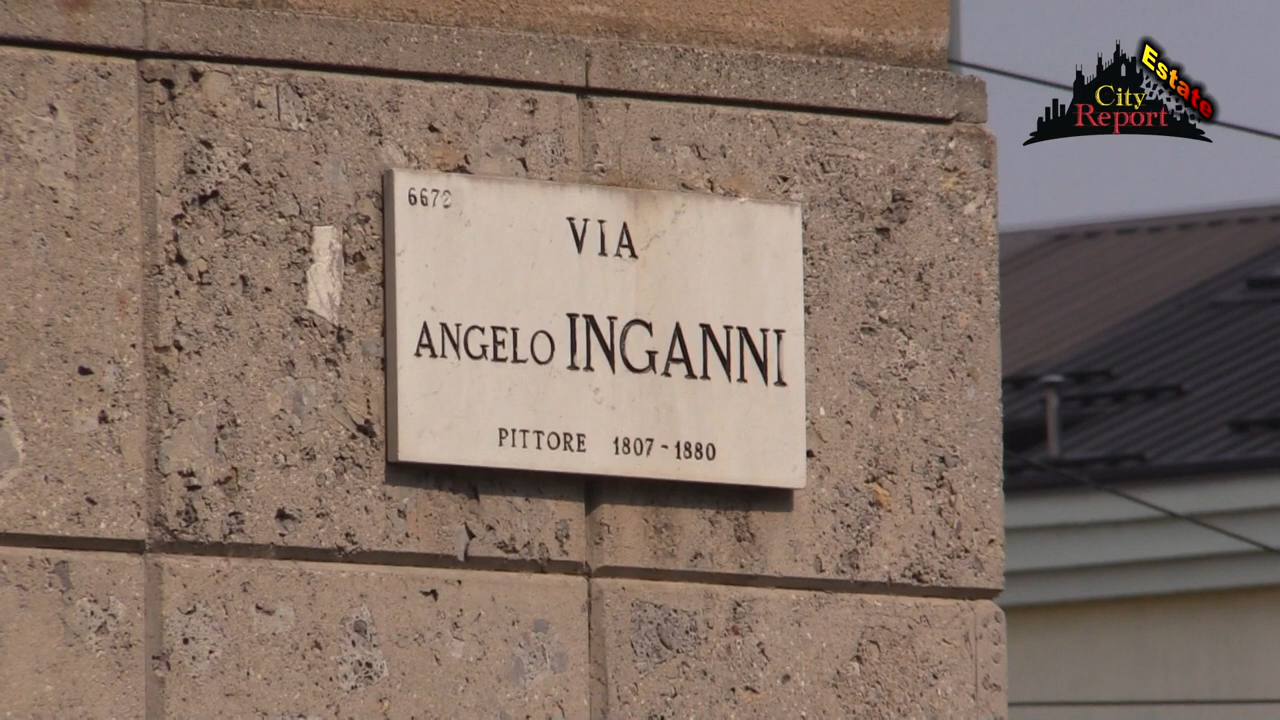 6672
VIA
ANGELO INGANNI
PITTORE 1807-1880
Estate
City
Report